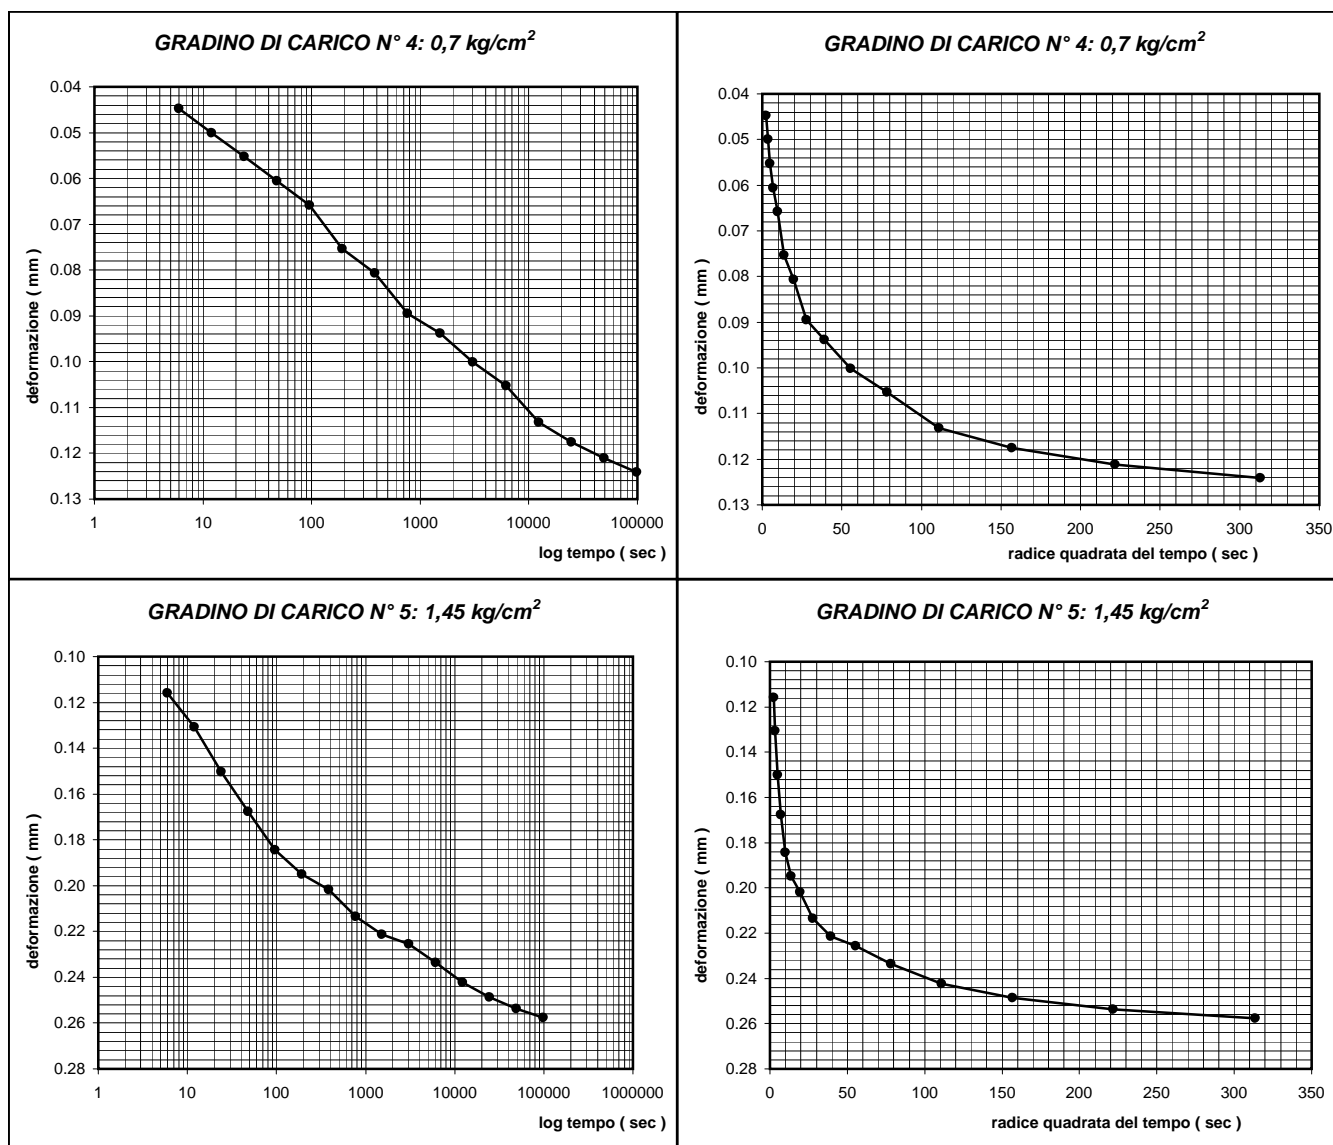 GRADINO DI CARICO N° 4: 0,7 kg/cm²
0.04
0.05
0.06
0.07
0.08
0.09
0.10
0.11
0.12
0.13
deformazione ( mm )
1 10 100 1000 10000 100000
log tempo ( sec )
GRADINO DI CARICO N° 4: 0,7 kg/cm²
0.04
0.05
0.06
0.07
0.08
0.09
0.10
0.11
0.12
0.13
deformazione ( mm )
0 50 100 150 200 250 300 350
radice quadrata del tempo ( sec )
GRADINO DI CARICO N° 5: 1,45 kg/cm²
0.10
0.12
0.14
0.16
0.18
0.20
0.22
0.24
0.26
0.28
deformazione ( mm )
1 10 100 1000 10000 100000 1000000
log tempo ( sec )
GRADINO DI CARICO N° 5: 1,45 kg/cm²
0.10
0.12
0.14
0.16
0.18
0.20
0.22
0.24
0.26
0.28
deformazione ( mm )
0 50 100 150 200 250 300 350
radice quadrata del tempo ( sec )